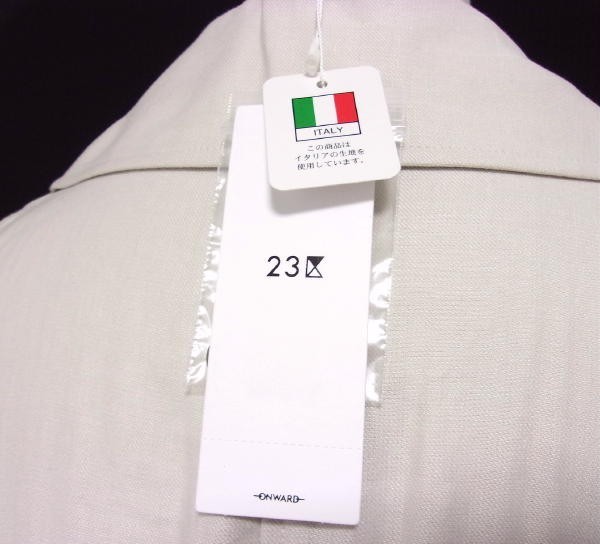 ITALY
この商品は
イタリアの生地を
使用しています。
23区
ONWARD